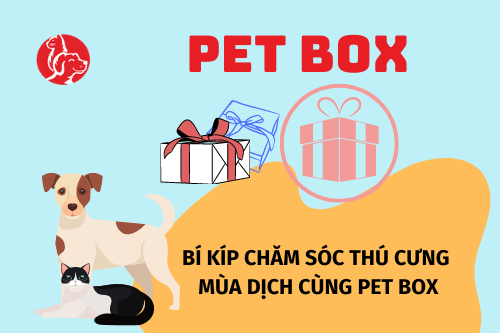 PET BOX
BÍ KÍP CHĂM SÓC THÚ CƯNG
MÙA DỊCH CÙNG PET BOX